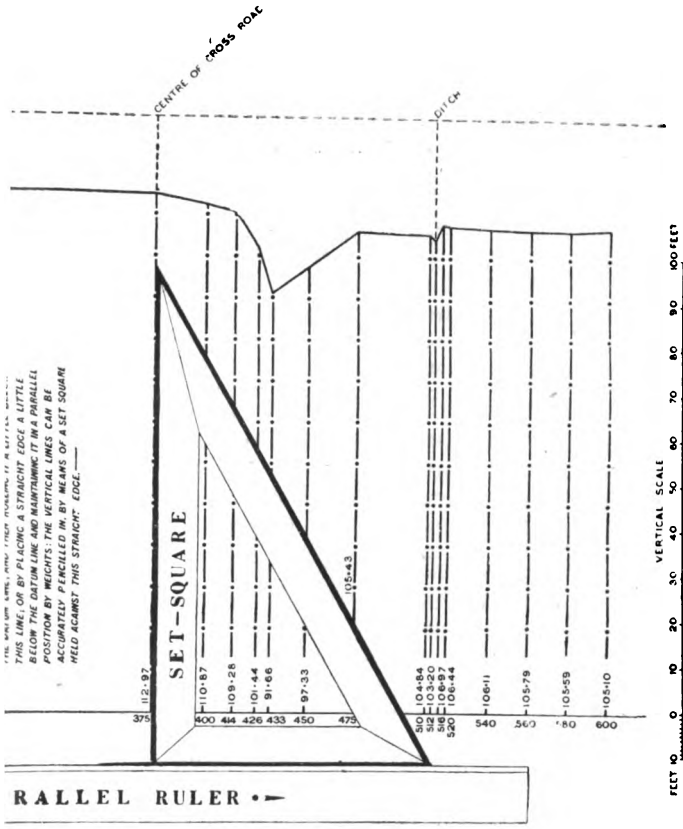 CENTRE OF CROSS ROAD
DITCH
THIS LINE; OR BY PLACING A STRAIGHT EDGE A LITTLE
BELOW THE DATUM LINE AND MAINTAINING IT IN A PARALLEL
POSITION BY WEIGHTS: THE VERTICAL LINES CAN BE
ACCURATELY PENCILLED IN, BY MEANS OF A SET SQUARE
HELD AGAINST THIS STRAIGHT EDGE.
SET-SQUARE
112·97
110·87
109·28
101·44
91·66
97·33
105·43
104·84
103·20
106·97
106·44
106·11
105·79
105·59
105·10
375
400
414
426
433
450
475
510
512
516
520
540
560
580
600
VERTICAL SCALE
FEET 10 0 10 20 30 40 50 60 70 80 90 100 FEET
RALLEL RULER